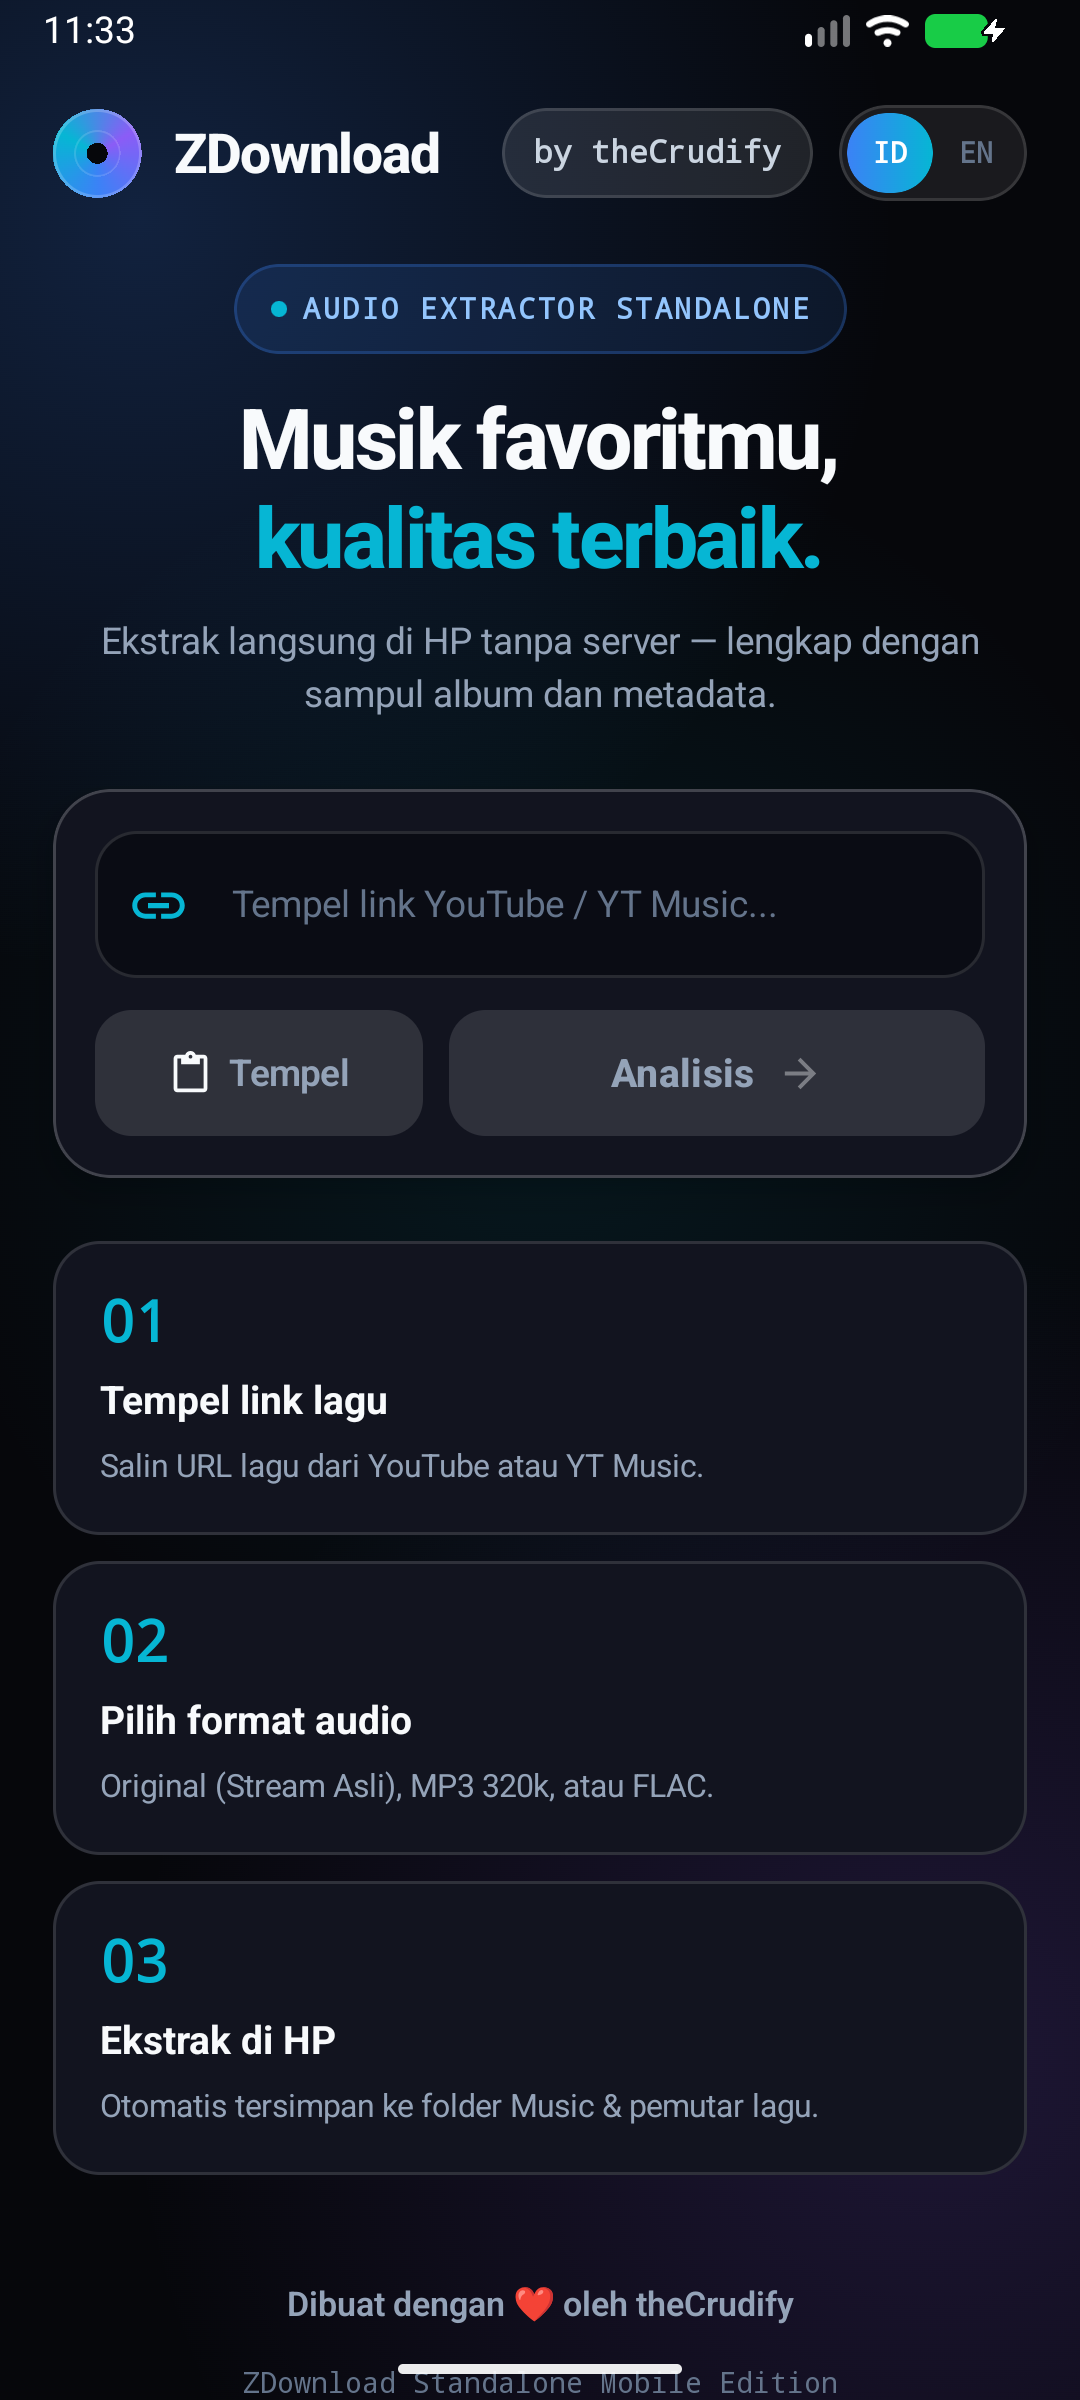 11:33
ZDownload
by theCrudify
ID EN
AUDIO EXTRACTOR STANDALONE
Musik favoritmu,
kualitas terbaik.
Ekstrak langsung di HP tanpa server — lengkap dengan
sampul album dan metadata.
Tempel link YouTube / YT Music...
Tempel
Analisis →
01
Tempel link lagu
Salin URL lagu dari YouTube atau YT Music.
02
Pilih format audio
Original (Stream Asli), MP3 320k, atau FLAC.
03
Ekstrak di HP
Otomatis tersimpan ke folder Music & pemutar lagu.
Dibuat dengan ❤️ oleh theCrudify
ZDownload Standalone Mobile Edition